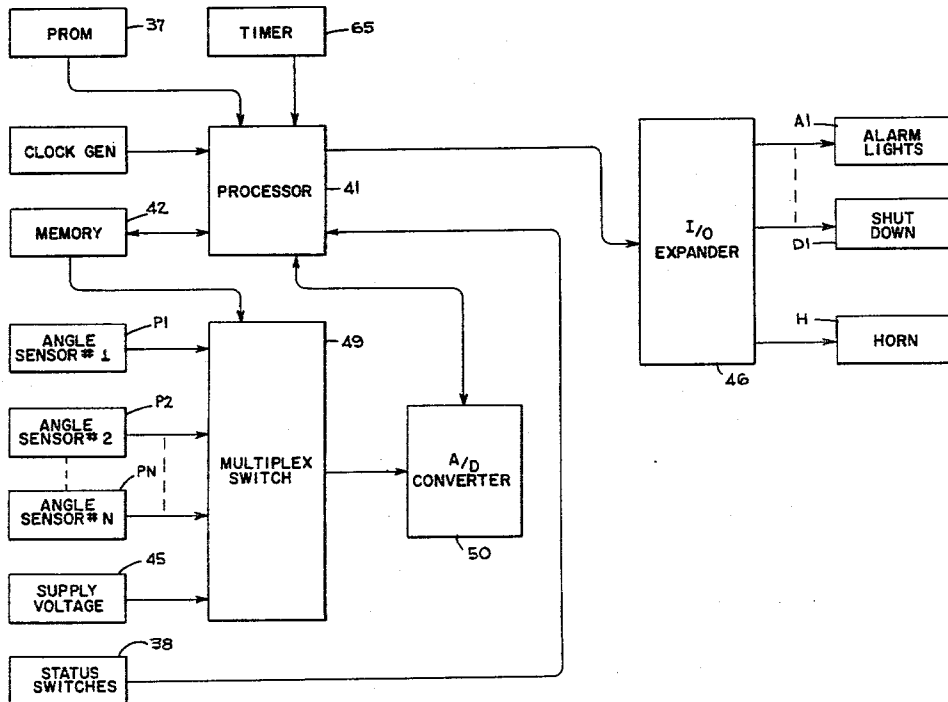 PROM
37
TIMER
65
CLOCK GEN
PROCESSOR
41
MEMORY
42
ANGLE
SENSOR # 1
P1
ANGLE
SENSOR # 2
P2
ANGLE
SENSOR # N
PN
SUPPLY
VOLTAGE
45
STATUS
SWITCHES
38
MULTIPLEX
SWITCH
49
A/D
CONVERTER
50
I/O
EXPANDER
46
A1
ALARM
LIGHTS
SHUT
DOWN
D1
H
HORN